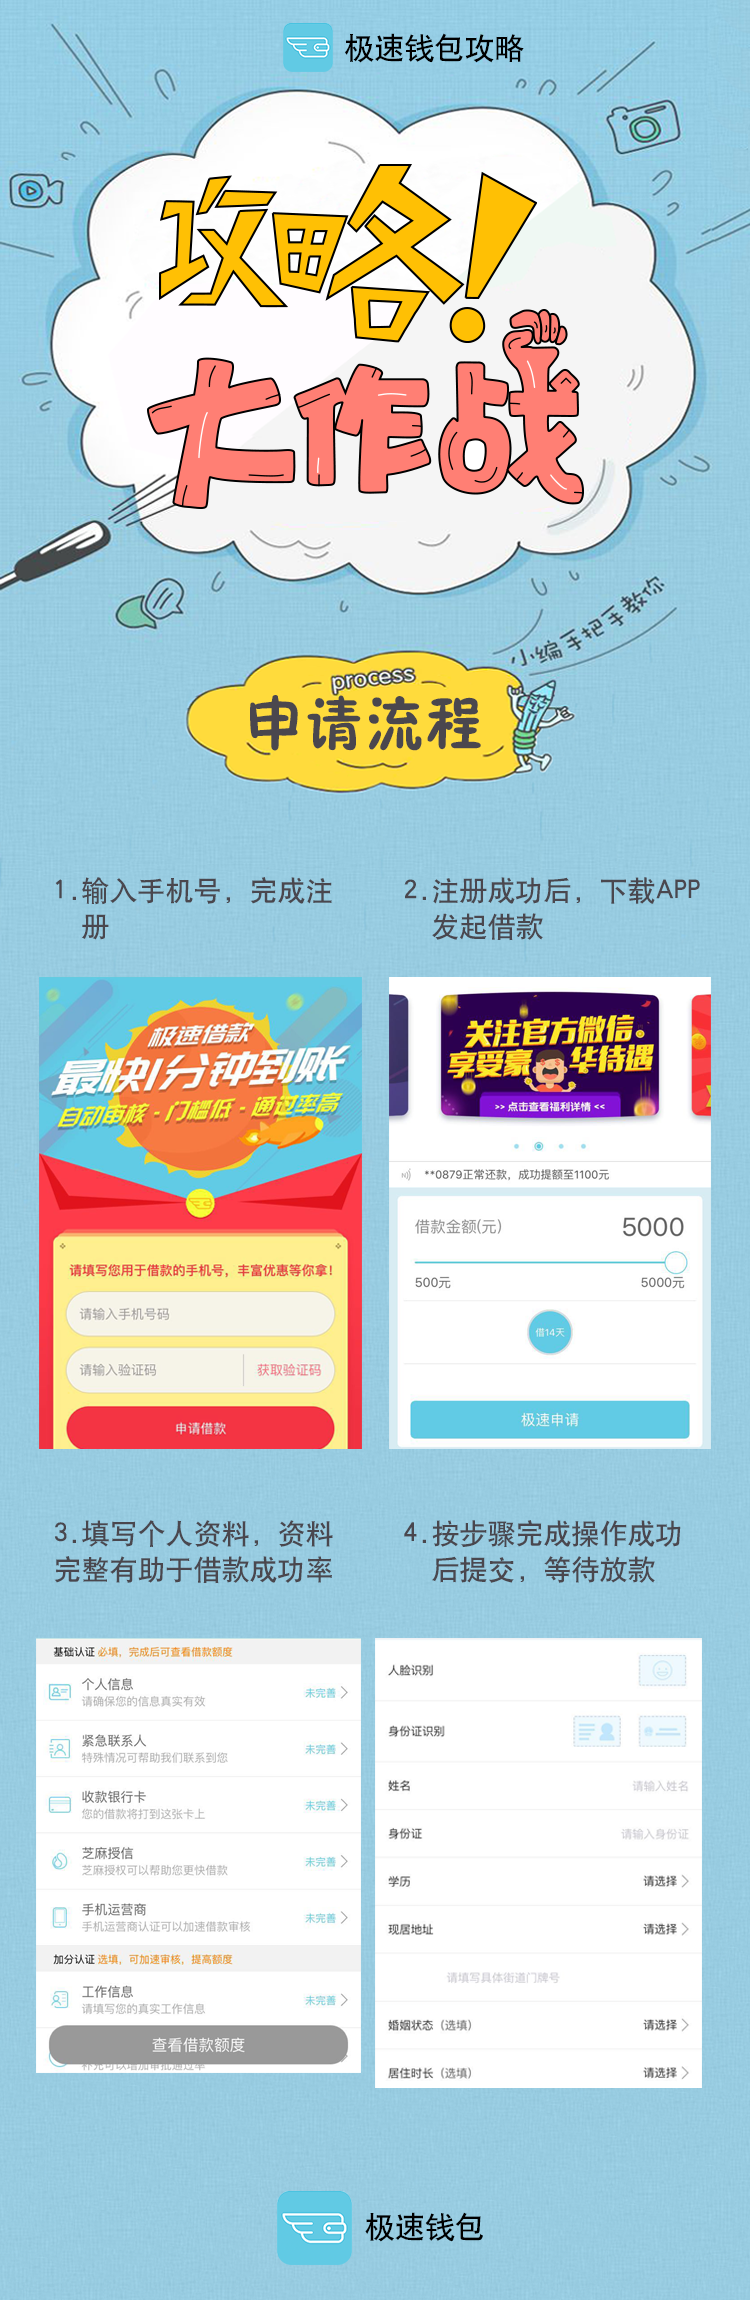 极速钱包攻略
攻略!
大作战
小编手把手教你
process
申请流程
1.输入手机号，完成注
册
2.注册成功后，下载APP
发起借款
极速借款
最快1分钟到账
自动审核-门槛低-通过率高
请填写您用于借款的手机号，丰富优惠等你拿!
请输入手机号码
请输入验证码 获取验证码
申请借款
关注官方微信
享受豪华待遇
>> 点击查看福利详情 <<
**0879正常还款，成功提额至1100元
借款金额(元) 5000
500元 5000元
借14天
极速申请
3.填写个人资料，资料
完整有助于借款成功率
4.按步骤完成操作成功
后提交，等待放款
基础认证 必填，完成后可查看借款额度
个人信息
请确保您的信息真实有效
未完善
紧急联系人
特殊情况可帮助我们联系到您
未完善
收款银行卡
您的借款将打到这张卡上
未完善
芝麻授信
芝麻授权可以帮助您更快借款
未完善
手机运营商
手机运营商认证可以加速借款审核
未完善
加分认证 选填，可加速审核，提高额度
工作信息
请填写您的真实工作信息
未完善
查看借款额度
补充可以增加审批通过率
人脸识别
身份证识别
姓名 请输入姓名
身份证 请输入身份证
学历 请选择
现居地址 请选择
请填写具体街道门牌号
婚姻状态（选填） 请选择
居住时长（选填） 请选择
极速钱包